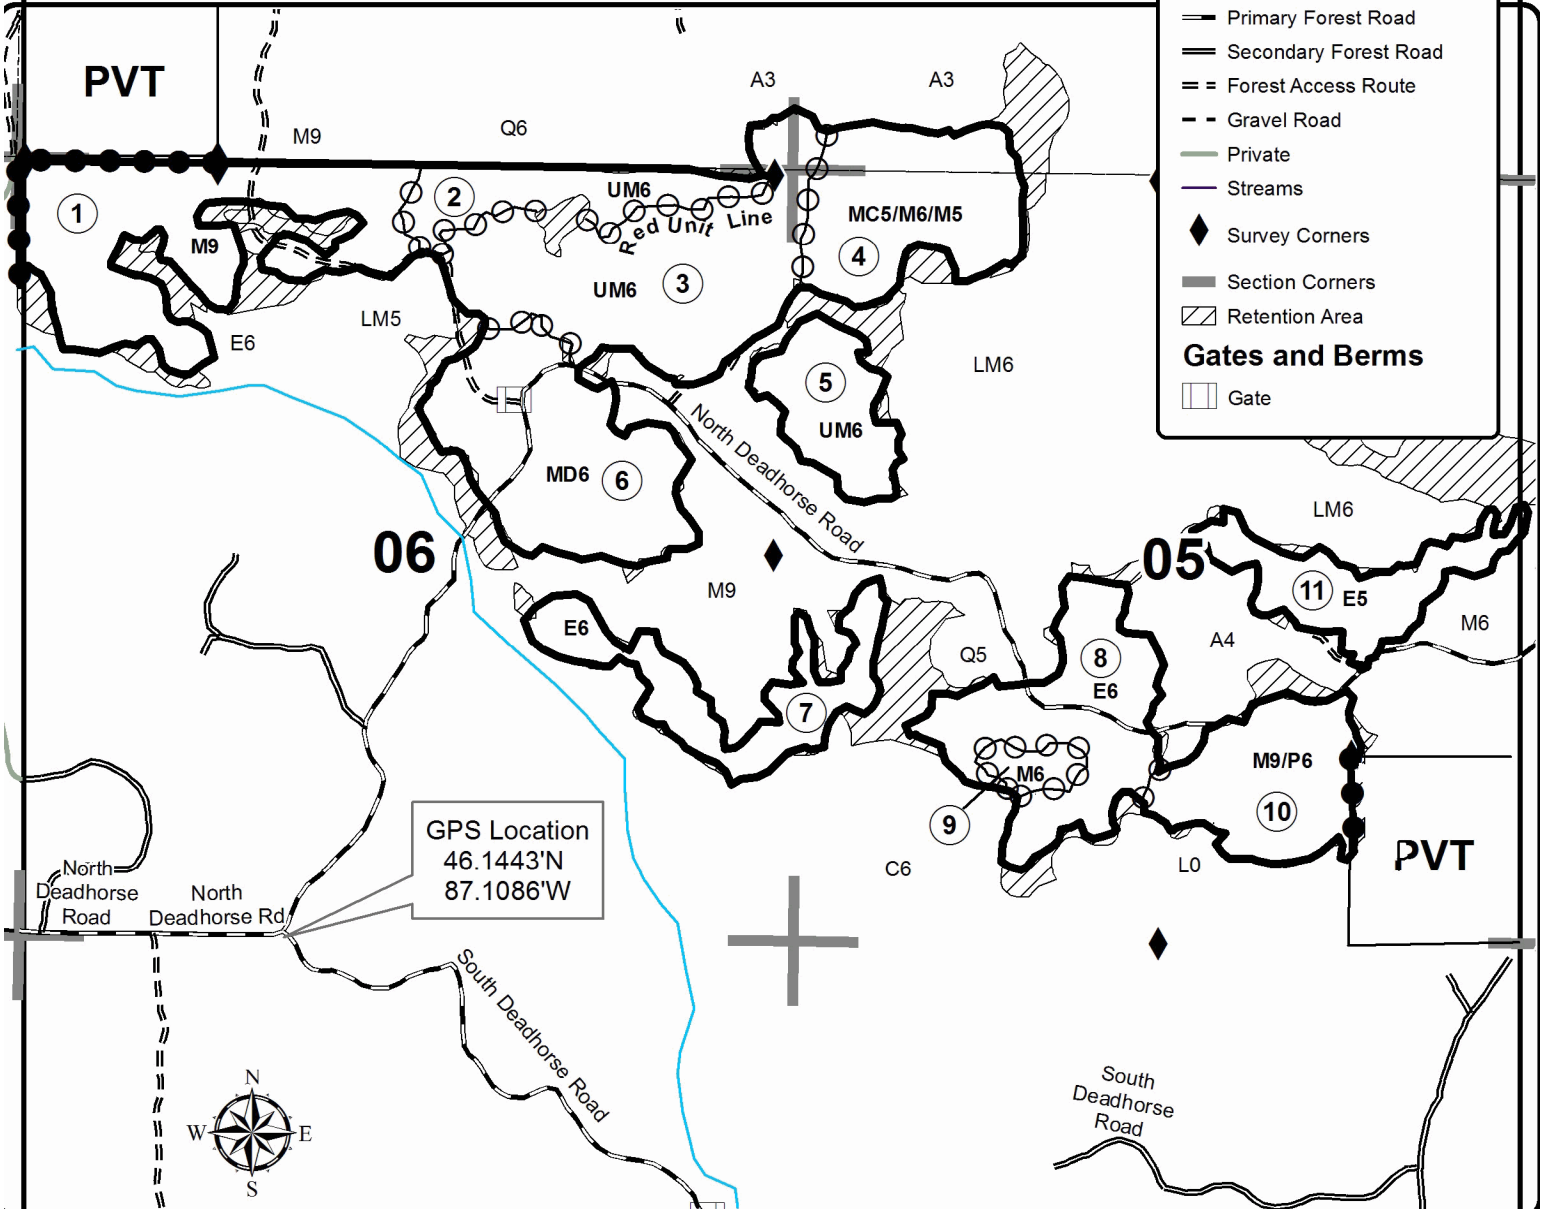 Primary Forest Road
Secondary Forest Road
Forest Access Route
Gravel Road
Private
Streams
Survey Corners
Section Corners
Retention Area
Gates and Berms
Gate
PVT
A3
A3
M9
Q6
1
2
UM6
Red Unit Line
MC5/M6/M5
4
M9
UM6
3
LM5
E6
LM6
5
UM6
North Deadhorse Road
MD6
6
06
05
LM6
11
E5
M6
M9
E6
A4
Q5
8
E6
7
M6
M9/P6
9
10
GPS Location
46.1443'N
87.1086'W
PVT
C6
L0
North
Deadhorse
Road
North
Deadhorse Rd
South Deadhorse Road
South
Deadhorse
Road
N
W
E
S